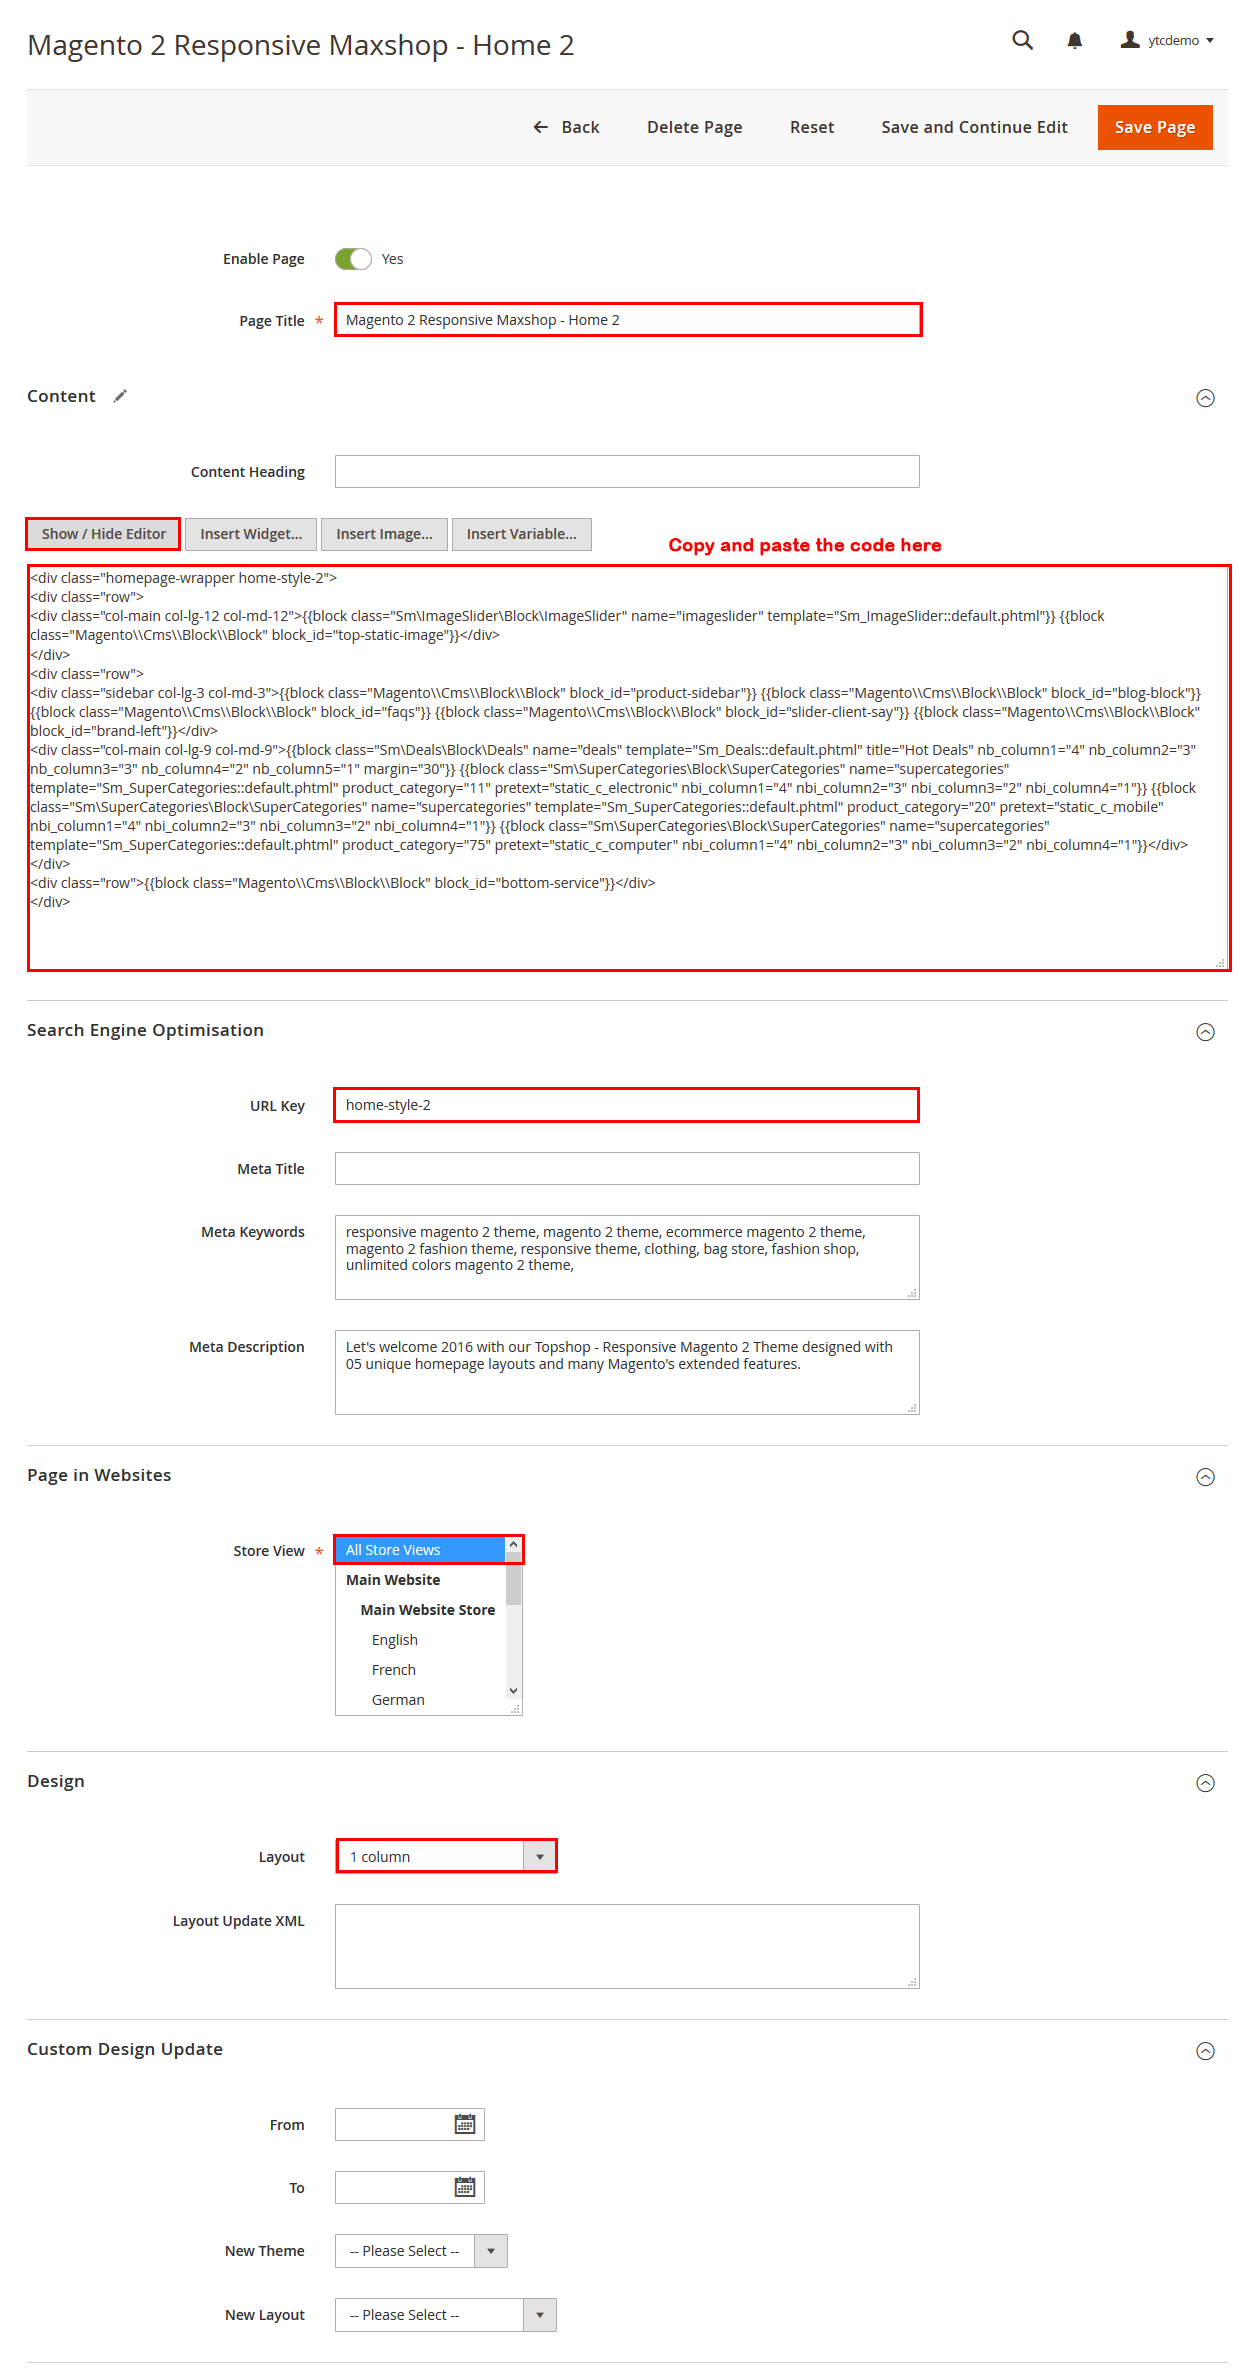 Magento 2 Responsive Maxshop - Home 2
ytcdemo
Back
Delete Page
Reset
Save and Continue Edit
Save Page
Enable Page
Yes
Page Title *
Magento 2 Responsive Maxshop - Home 2
Content
Content Heading
Show / Hide Editor
Insert Widget...
Insert Image...
Insert Variable...
Copy and paste the code here
<div class="homepage-wrapper home-style-2">
<div class="row">
<div class="col-main col-lg-12 col-md-12">{{block class="Sm\ImageSlider\Block\ImageSlider" name="imageslider" template="Sm_ImageSlider::default.phtml"}} {{block
class="Magento\\Cms\\Block\\Block" block_id="top-static-image"}}</div>
</div>
<div class="row">
<div class="sidebar col-lg-3 col-md-3">{{block class="Magento\\Cms\\Block\\Block" block_id="product-sidebar"}} {{block class="Magento\\Cms\\Block\\Block" block_id="blog-block"}}
{{block class="Magento\\Cms\\Block\\Block" block_id="faqs"}} {{block class="Magento\\Cms\\Block\\Block" block_id="slider-client-say"}} {{block class="Magento\\Cms\\Block\\Block"
block_id="brand-left"}}</div>
<div class="col-main col-lg-9 col-md-9">{{block class="Sm\Deals\Block\Deals" name="deals" template="Sm_Deals::default.phtml" title="Hot Deals" nb_column1="4" nb_column2="3"
nb_column3="3" nb_column4="2" nb_column5="1" margin="30"}} {{block class="Sm\SuperCategories\Block\SuperCategories" name="supercategories"
template="Sm_SuperCategories::default.phtml" product_category="11" pretext="static_c_electronic" nbi_column1="4" nbi_column2="3" nbi_column3="2" nbi_column4="1"}} {{block
class="Sm\SuperCategories\Block\SuperCategories" name="supercategories" template="Sm_SuperCategories::default.phtml" product_category="20" pretext="static_c_mobile"
nbi_column1="4" nbi_column2="3" nbi_column3="2" nbi_column4="1"}} {{block class="Sm\SuperCategories\Block\SuperCategories" name="supercategories"
template="Sm_SuperCategories::default.phtml" product_category="75" pretext="static_c_computer" nbi_column1="4" nbi_column2="3" nbi_column3="2" nbi_column4="1"}}</div>
</div>
<div class="row">{{block class="Magento\\Cms\\Block\\Block" block_id="bottom-service"}}</div>
</div>
Search Engine Optimisation
URL Key
home-style-2
Meta Title
Meta Keywords
responsive magento 2 theme, magento 2 theme, ecommerce magento 2 theme,
magento 2 fashion theme, responsive theme, clothing, bag store, fashion shop,
unlimited colors magento 2 theme,
Meta Description
Let's welcome 2016 with our Topshop - Responsive Magento 2 Theme designed with
05 unique homepage layouts and many Magento's extended features.
Page in Websites
Store View *
All Store Views
Main Website
Main Website Store
English
French
German
Design
Layout
1 column
Layout Update XML
Custom Design Update
From
To
New Theme
-- Please Select --
New Layout
-- Please Select --